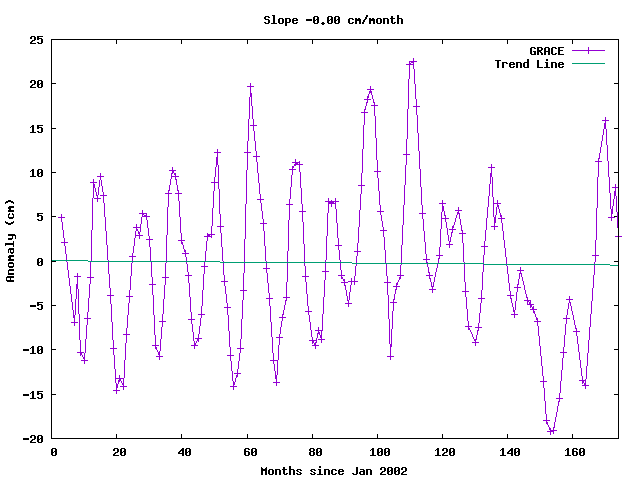 Slope -0.00 cm/month
25
20
15
10
5
0
-5
-10
-15
-20
Anomaly (cm)
GRACE
Trend Line
0 20 40 60 80 100 120 140 160
Months since Jan 2002